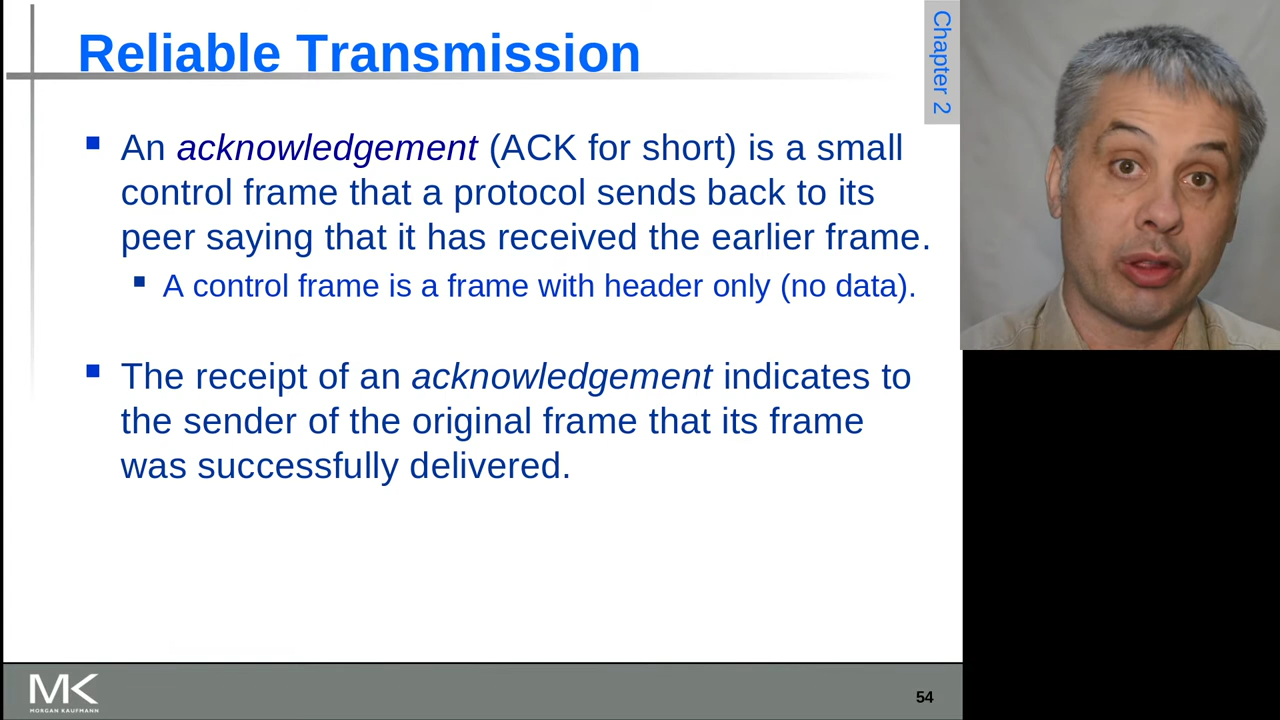 Reliable Transmission
Chapter 2
An acknowledgement (ACK for short) is a small
control frame that a protocol sends back to its
peer saying that it has received the earlier frame.
A control frame is a frame with header only (no data).
The receipt of an acknowledgement indicates to
the sender of the original frame that its frame
was successfully delivered.
MK
MORGAN KAUFMANN
54